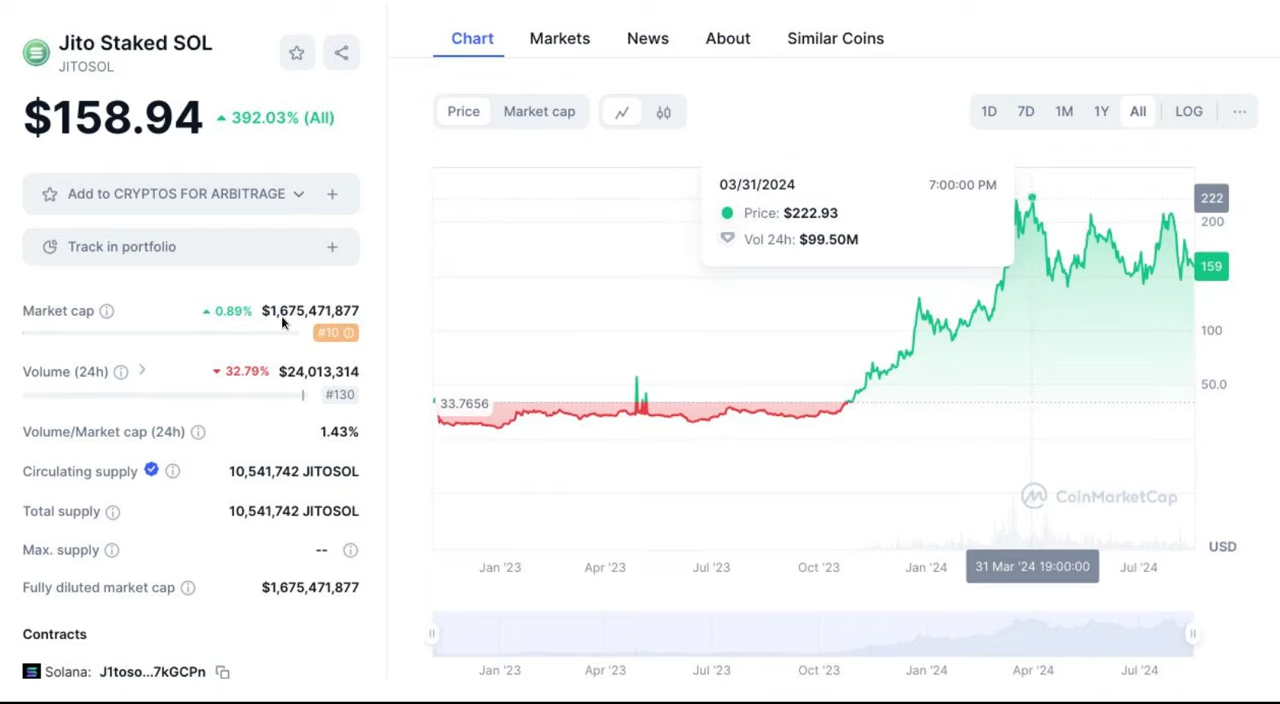 Jito Staked SOL
JITOSOL
$158.94 392.03% (All)
Add to CRYPTOS FOR ARBITRAGE
Track in portfolio
Market cap 0.89% $1,675,471,877
#10
Volume (24h) 32.79% $24,013,314
#130
Volume/Market cap (24h) 1.43%
Circulating supply 10,541,742 JITOSOL
Total supply 10,541,742 JITOSOL
Max. supply --
Fully diluted market cap $1,675,471,877
Contracts
Solana: J1toso...7kGCPn
Chart Markets News About Similar Coins
Price Market cap 1D 7D 1M 1Y All LOG ...
03/31/2024 7:00:00 PM
Price: $222.93
Vol 24h: $99.50M
222
200
159
100
50.0
33.7656
CoinMarketCap
USD
Jan '23 Apr '23 Jul '23 Oct '23 Jan '24 31 Mar '24 19:00:00 Jul '24
Jan '23 Apr '23 Jul '23 Oct '23 Jan '24 Apr '24 Jul '24